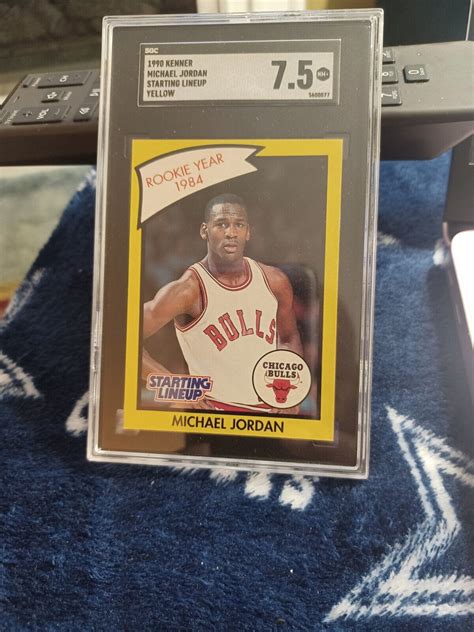 SGC
1990 KENNER
MICHAEL JORDAN
STARTING LINEUP
YELLOW
7.5
NM+
5600077
ROOKIE YEAR
1984
BULLS
STARTING
LINEUP
CHICAGO
BULLS
MICHAEL JORDAN